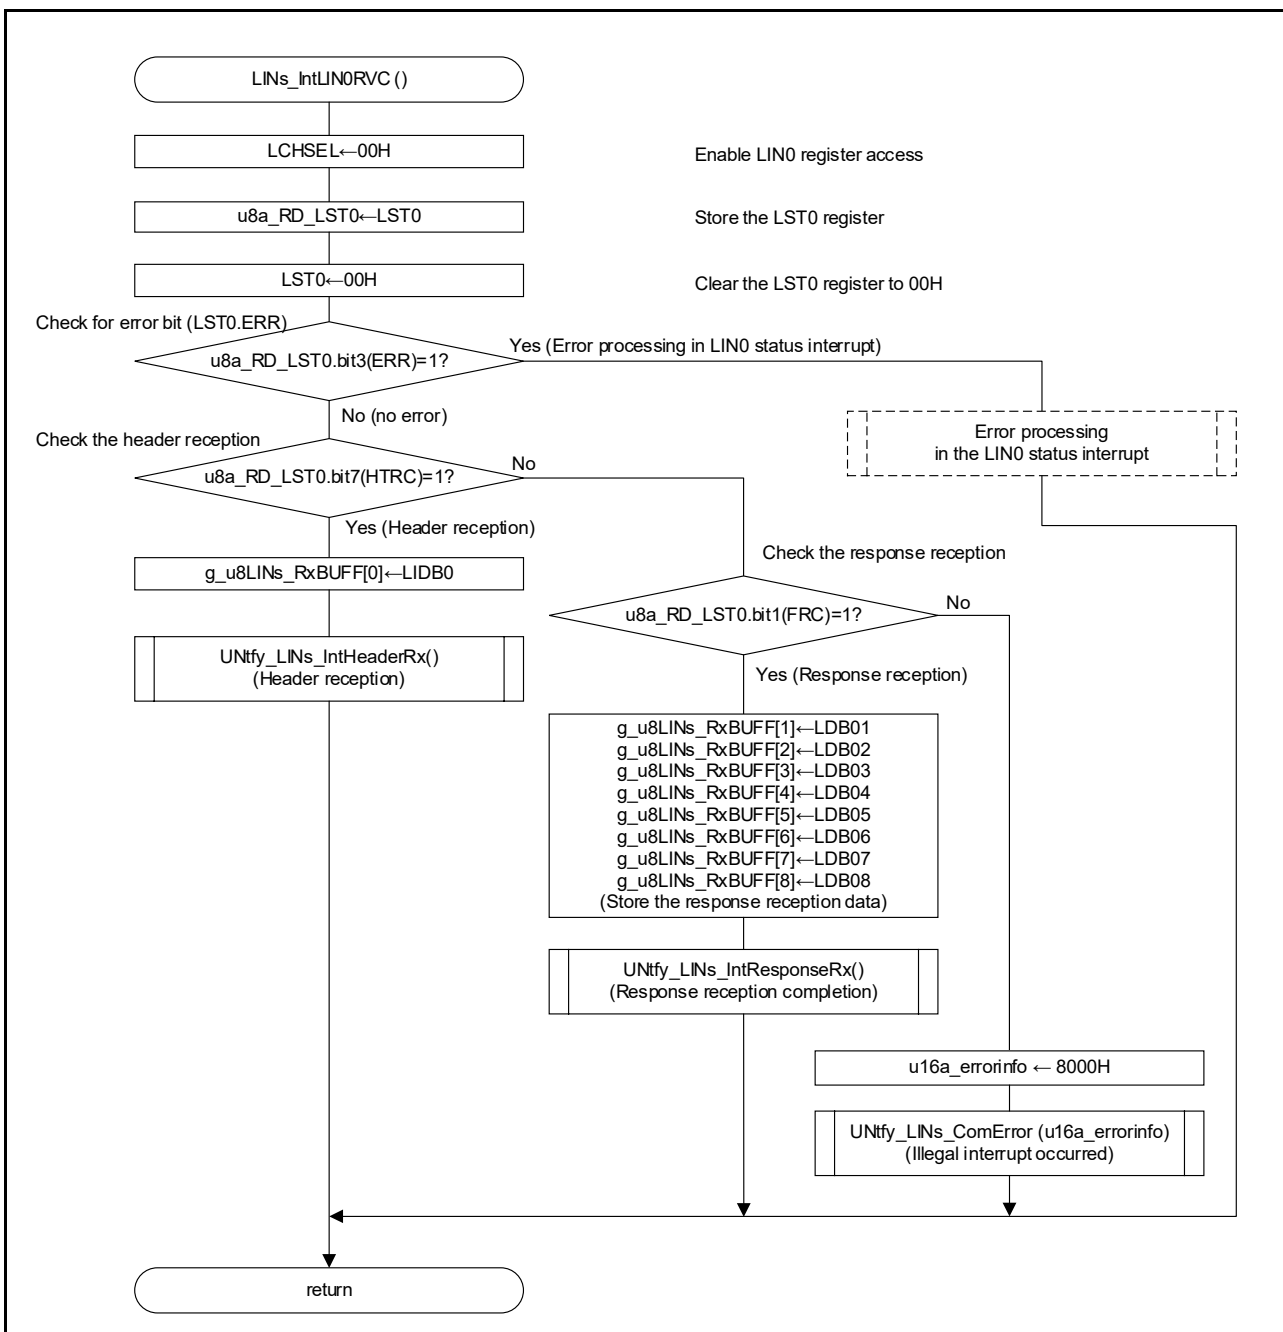 LINs_IntLIN0RVC ()
LCHSEL←00H
Enable LIN0 register access
u8a_RD_LST0←LST0
Store the LST0 register
LST0←00H
Clear the LST0 register to 00H
Check for error bit (LST0.ERR)
u8a_RD_LST0.bit3(ERR)=1?
Yes (Error processing in LIN0 status interrupt)
No (no error)
Error processing
in the LIN0 status interrupt
Check the header reception
u8a_RD_LST0.bit7(HTRC)=1?
No
Yes (Header reception)
Check the response reception
g_u8LINs_RxBUFF[0]←LIDB0
u8a_RD_LST0.bit1(FRC)=1?
No
UNtfy_LINs_IntHeaderRx()
(Header reception)
Yes (Response reception)
g_u8LINs_RxBUFF[1]←LDB01
g_u8LINs_RxBUFF[2]←LDB02
g_u8LINs_RxBUFF[3]←LDB03
g_u8LINs_RxBUFF[4]←LDB04
g_u8LINs_RxBUFF[5]←LDB05
g_u8LINs_RxBUFF[6]←LDB06
g_u8LINs_RxBUFF[7]←LDB07
g_u8LINs_RxBUFF[8]←LDB08
(Store the response reception data)
UNtfy_LINs_IntResponseRx()
(Response reception completion)
u16a_errorinfo ← 8000H
UNtfy_LINs_ComError (u16a_errorinfo)
(Illegal interrupt occurred)
return